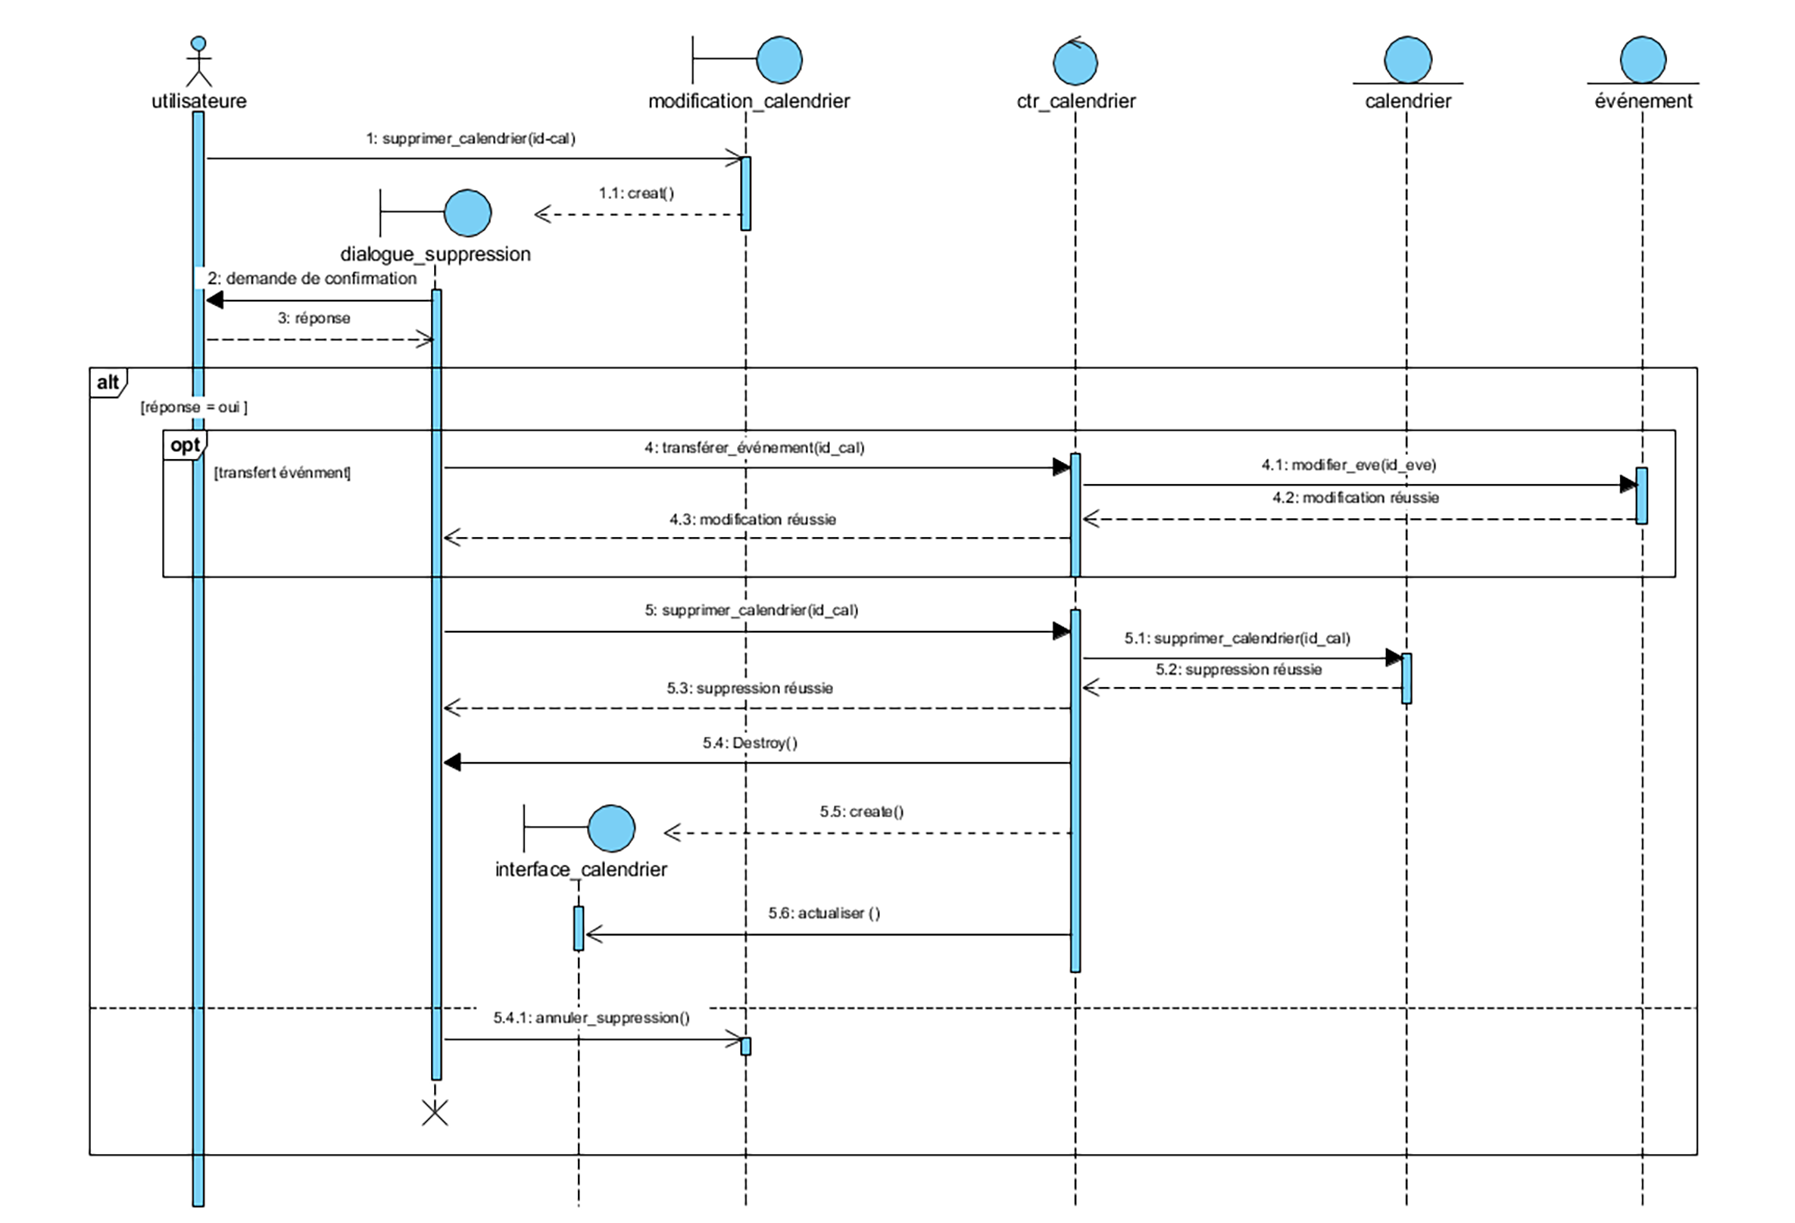 utilisateure
modification_calendrier
ctr_calendrier
calendrier
événement
1: supprimer_calendrier(id-cal)
1.1: creat()
dialogue_suppression
2: demande de confirmation
3: réponse
alt
[réponse = oui ]
opt
[transfert événment]
4: transférer_événement(id_cal)
4.1: modifier_eve(id_eve)
4.2: modification réussie
4.3: modification réussie
5: supprimer_calendrier(id_cal)
5.1: supprimer_calendrier(id_cal)
5.2: suppression réussie
5.3: suppression réussie
5.4: Destroy()
5.5: create()
interface_calendrier
5.6: actualiser ()
5.4.1: annuler_suppression()